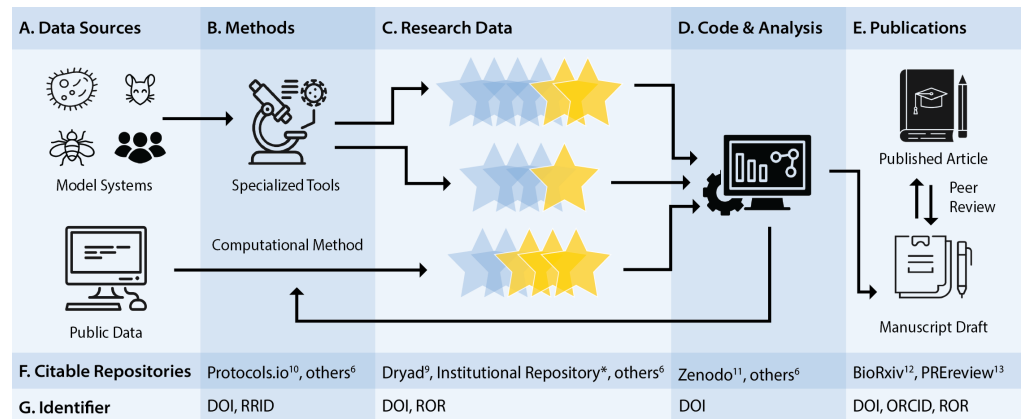 A. Data Sources
B. Methods
C. Research Data
D. Code & Analysis
E. Publications
Model Systems
Specialized Tools
Published Article
Peer
Review
Computational Method
Public Data
Manuscript Draft
F. Citable Repositories
Protocols.io¹⁰, others⁶
Dryad⁹, Institutional Repository*, others⁶
Zenodo¹¹, others⁶
BioRxiv¹², PREreview¹³
G. Identifier
DOI, RRID
DOI, ROR
DOI
DOI, ORCID, ROR